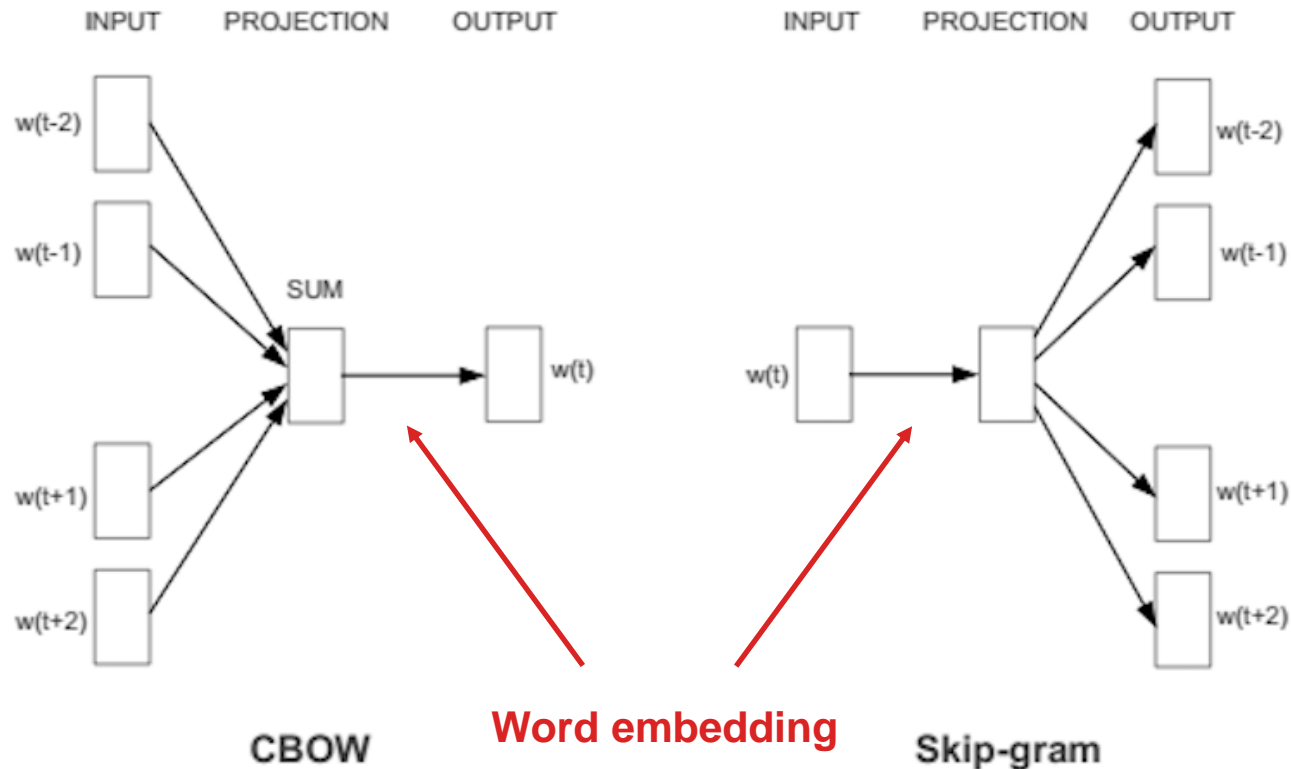 INPUT PROJECTION OUTPUT
w(t-2)
w(t-1)
SUM
w(t)
w(t+1)
w(t+2)
CBOW
INPUT PROJECTION OUTPUT
w(t-2)
w(t-1)
w(t)
w(t+1)
w(t+2)
Skip-gram
Word embedding